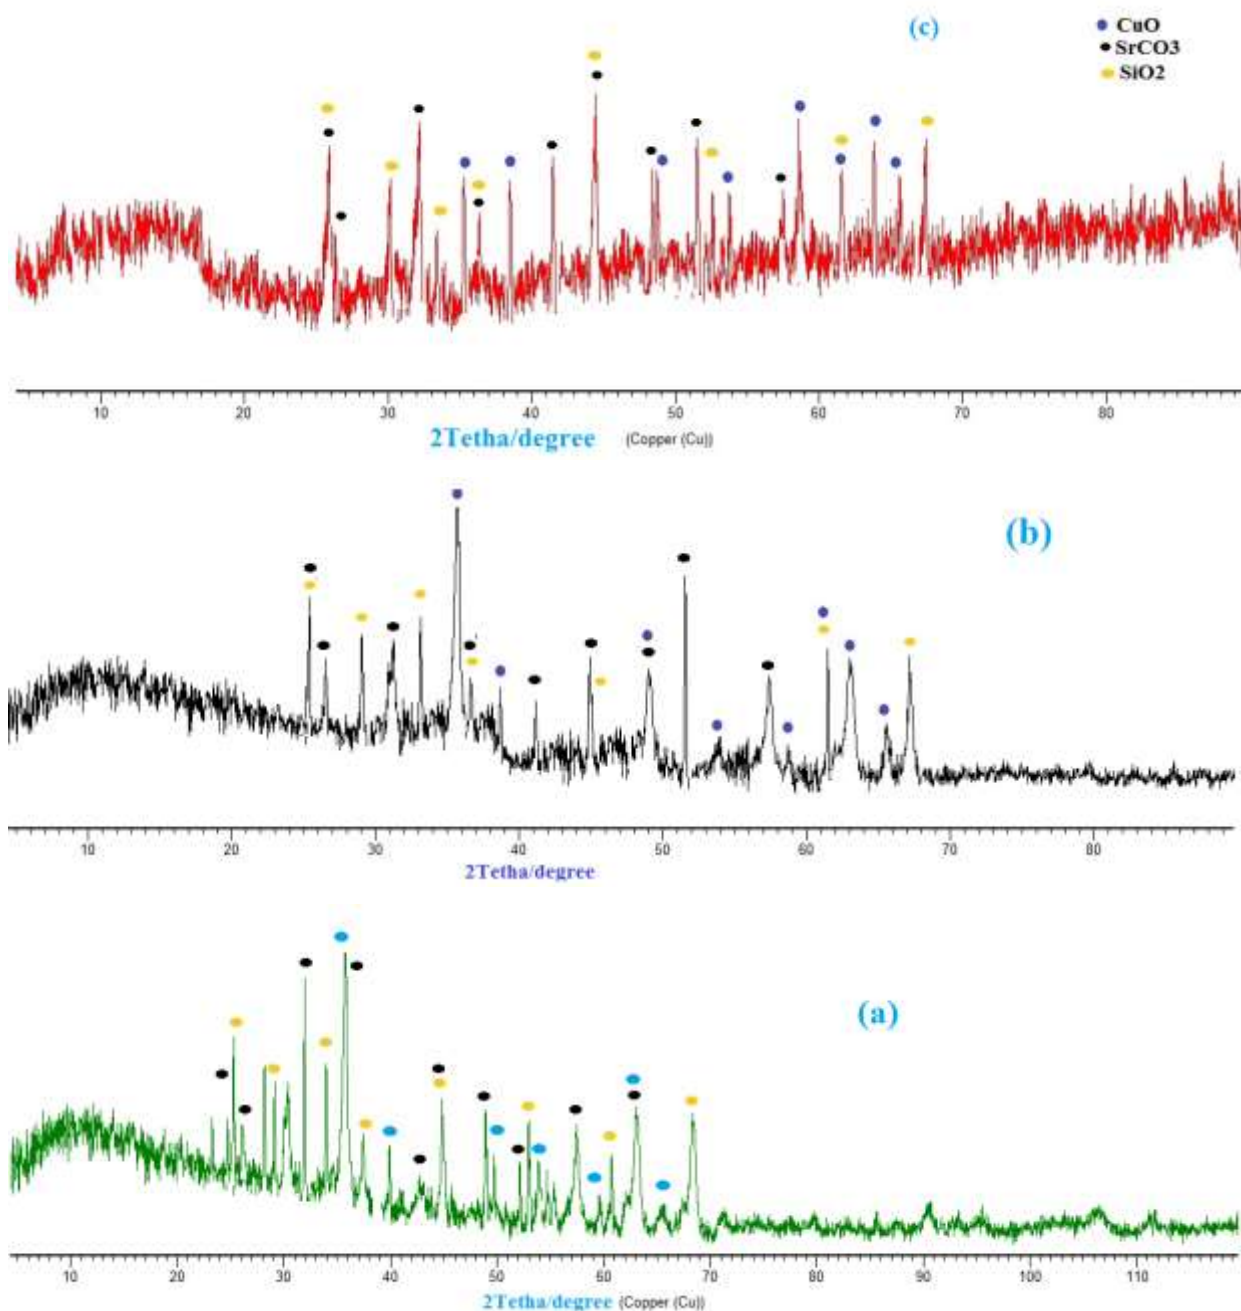 (c)
CuO
SrCO3
SiO2
10 20 30 40 50 60 70 80
2Tetha/degree (Copper (Cu))
(b)
10 20 30 40 50 60 70 80
2Tetha/degree
(a)
10 20 30 40 50 60 70 80 90 100 110
2Tetha/degree (Copper (Cu))